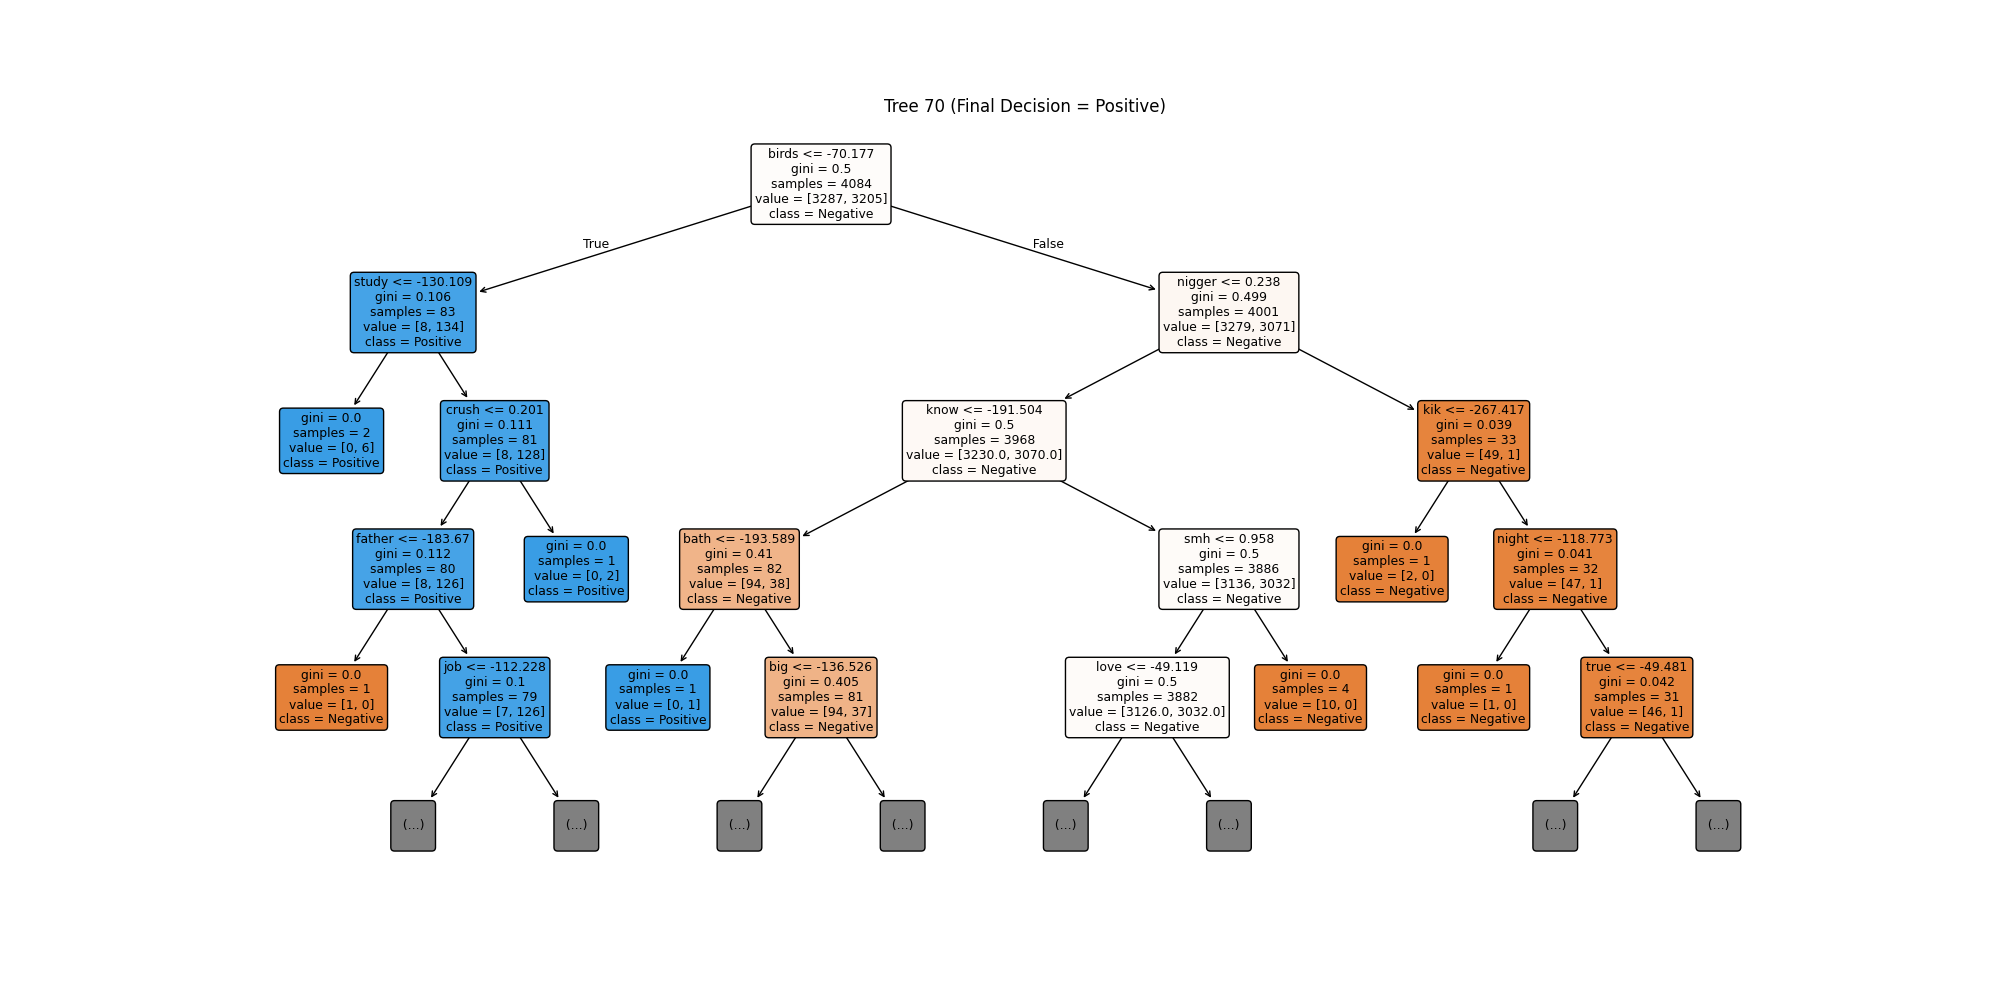 Tree 70 (Final Decision = Positive)
birds <= -70.177
gini = 0.5
samples = 4084
value = [3287, 3205]
class = Negative
True
False
study <= -130.109
gini = 0.106
samples = 83
value = [8, 134]
class = Positive
nigger <= 0.238
gini = 0.499
samples = 4001
value = [3279, 3071]
class = Negative
gini = 0.0
samples = 2
value = [0, 6]
class = Positive
crush <= 0.201
gini = 0.111
samples = 81
value = [8, 128]
class = Positive
know <= -191.504
gini = 0.5
samples = 3968
value = [3230.0, 3070.0]
class = Negative
kik <= -267.417
gini = 0.039
samples = 33
value = [49, 1]
class = Negative
father <= -183.67
gini = 0.112
samples = 80
value = [8, 126]
class = Positive
gini = 0.0
samples = 1
value = [0, 2]
class = Positive
bath <= -193.589
gini = 0.41
samples = 82
value = [94, 38]
class = Negative
smh <= 0.958
gini = 0.5
samples = 3886
value = [3136, 3032]
class = Negative
gini = 0.0
samples = 1
value = [2, 0]
class = Negative
night <= -118.773
gini = 0.041
samples = 32
value = [47, 1]
class = Negative
gini = 0.0
samples = 1
value = [1, 0]
class = Negative
job <= -112.228
gini = 0.1
samples = 79
value = [7, 126]
class = Positive
gini = 0.0
samples = 1
value = [0, 1]
class = Positive
big <= -136.526
gini = 0.405
samples = 81
value = [94, 37]
class = Negative
love <= -49.119
gini = 0.5
samples = 3882
value = [3126.0, 3032.0]
class = Negative
gini = 0.0
samples = 4
value = [10, 0]
class = Negative
gini = 0.0
samples = 1
value = [1, 0]
class = Negative
true <= -49.481
gini = 0.042
samples = 31
value = [46, 1]
class = Negative
(...)
(...)
(...)
(...)
(...)
(...)
(...)
(...)